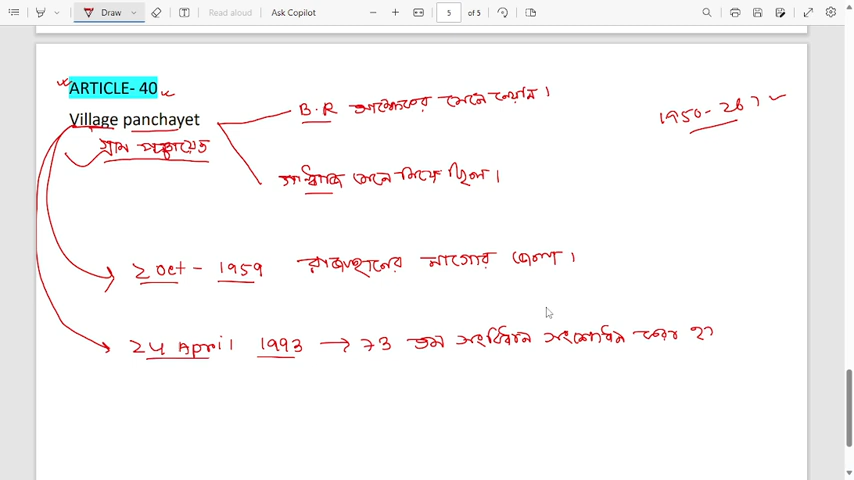 Draw
Read aloud
Ask Copilot
5 of 5
ARTICLE- 40
Village panchayet
গ্রাম পঞ্চায়েত
B.R আম্বেদকর মেনে নেয়নি।
1950 - 26
গান্ধীজি মেনে নিয়ে ছিল।
2 Oct - 1959 রাজস্থানের নাগোর জেলা।
24 April 1993 → 73 তম সংবিধান সংশোধন করে হ